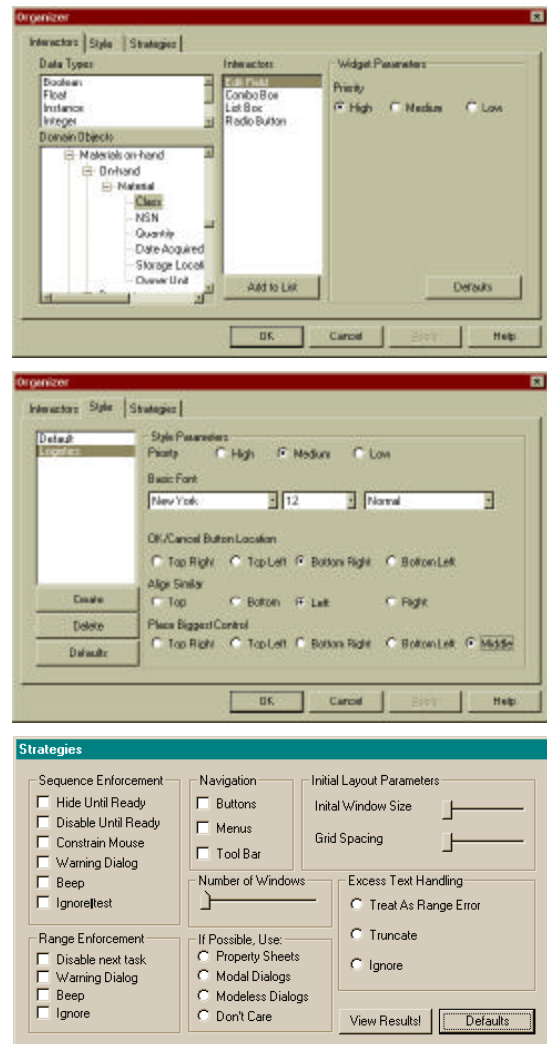 Organizer
Interactors Style Strategies
Data Types
Boolean
Float
Instance
Integer
Domain Objects
Materials on-hand
On-hand
Material
Class
NSN
Quantity
Date Acquired
Storage Locati
Owner Unit
Interactors
Edit Field
Combo Box
List Box
Radio Button
Add to List
Widget Parameters
Priority
High Medium Low
Defaults
OK Cancel Help
Organizer
Interactors Style Strategies
Default
Logistics
Create
Delete
Defaults
Style Parameters
Priority High Medium Low
Basic Font
New York 12 Normal
OK/Cancel Button Location
Top Right Top Left Bottom Right Bottom Left
Align Similar
Top Bottom Left Right
Place Biggest Control
Top Right Top Left Bottom Right Bottom Left Middle
OK Cancel Help
Strategies
Sequence Enforcement
Hide Until Ready
Disable Until Ready
Constrain Mouse
Warning Dialog
Beep
Ignore|test
Range Enforcement
Disable next task
Warning Dialog
Beep
Ignore
Navigation
Buttons
Menus
Tool Bar
Number of Windows
If Possible, Use:
Property Sheets
Modal Dialogs
Modeless Dialogs
Don't Care
Initial Layout Parameters
Inital Window Size
Grid Spacing
Excess Text Handling
Treat As Range Error
Truncate
Ignore
View Results! Defaults